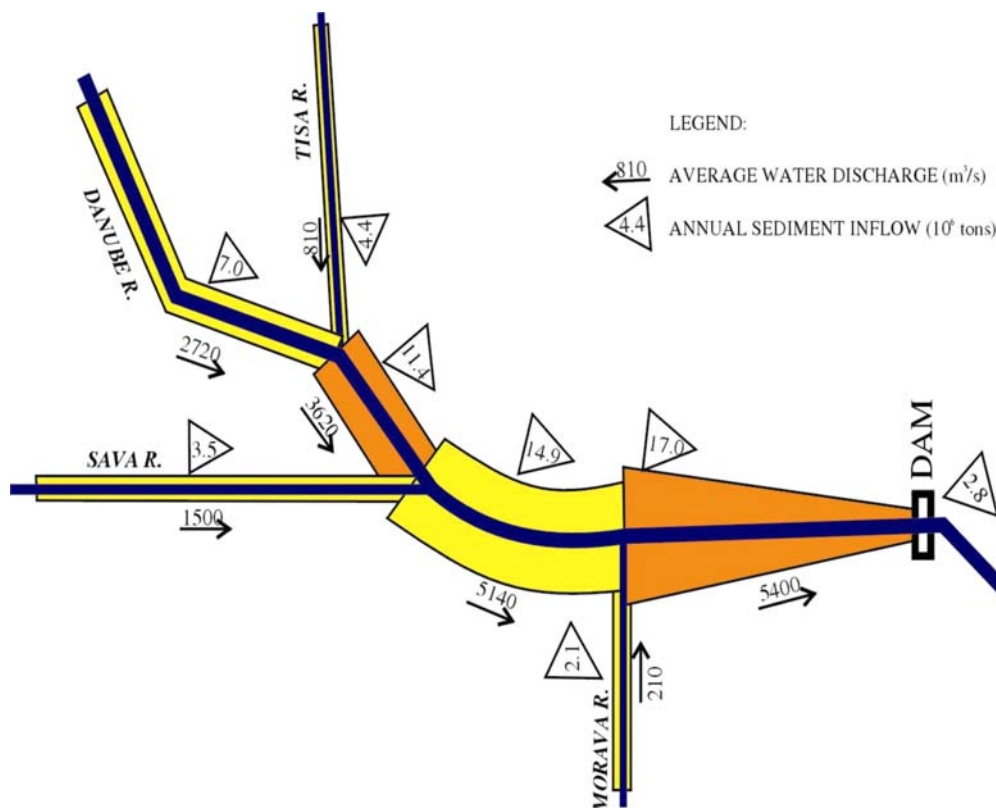 TISA R.
LEGEND:
810
AVERAGE WATER DISCHARGE (m³/s)
4.4
ANNUAL SEDIMENT INFLOW (10⁶ tons)
DANUBE R.
7.0
810
4.4
2720
11.4
3620
SAVA R.
3.5
14.9
17.0
DAM
2.8
1500
5140
5400
2.1
210
MORAVA R.